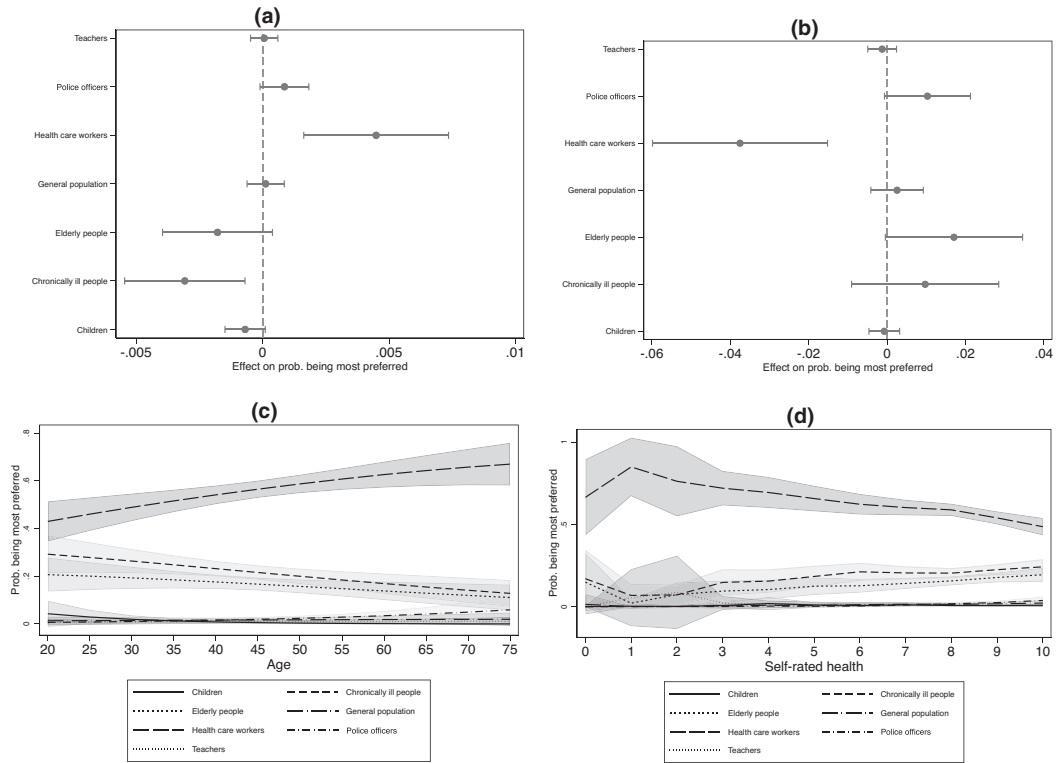 (a)
Teachers
Police officers
Health care workers
General population
Elderly people
Chronically ill people
Children
-.005 0 .005 .01
Effect on prob. being most preferred
(b)
Teachers
Police officers
Health care workers
General population
Elderly people
Chronically ill people
Children
-.06 -.04 -.02 0 .02 .04
Effect on prob. being most preferred
(c)
Prob. being most preferred
.8
.6
.4
.2
0
20 25 30 35 40 45 50 55 60 65 70 75
Age
Children Chronically ill people
Elderly people General population
Health care workers Police officers
Teachers
(d)
Prob. being most preferred
1
.5
0
0 1 2 3 4 5 6 7 8 9 10
Self-rated health
Children Chronically ill people
Elderly people General population
Health care workers Police officers
Teachers